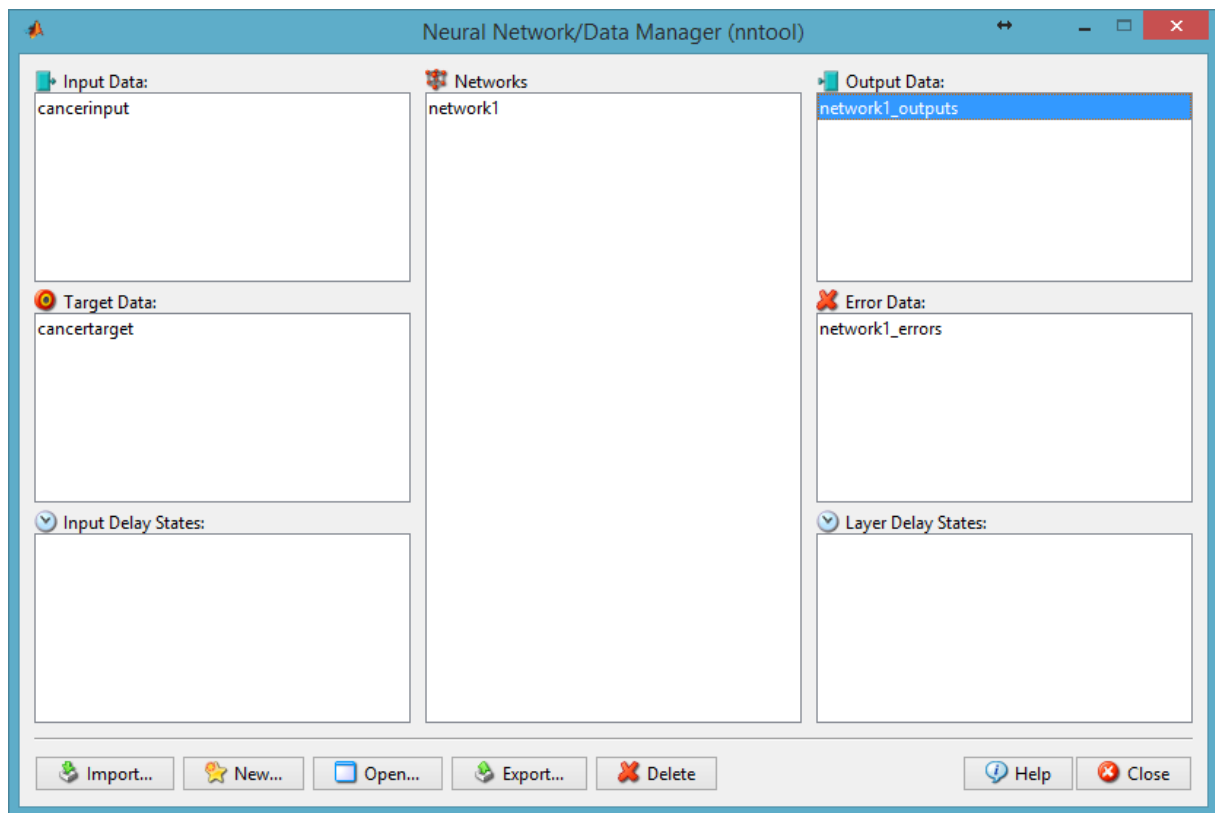 Neural Network/Data Manager (nntool)
Input Data:
cancerinput
Networks
network1
Output Data:
network1_outputs
Target Data:
cancertarget
Error Data:
network1_errors
Input Delay States:
Layer Delay States:
Import...
New...
Open...
Export...
Delete
Help
Close